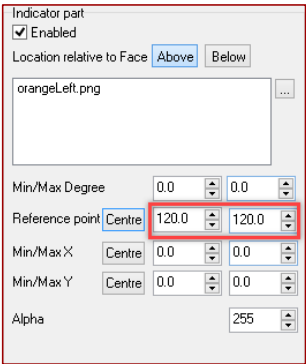 Indicator part
Enabled
Location relative to Face Above Below
orangeLeft.png ...
Min/Max Degree 0.0 0.0
Reference point Centre 120.0 120.0
Min/Max X Centre 0.0 0.0
Min/Max Y Centre 0.0 0.0
Alpha 255